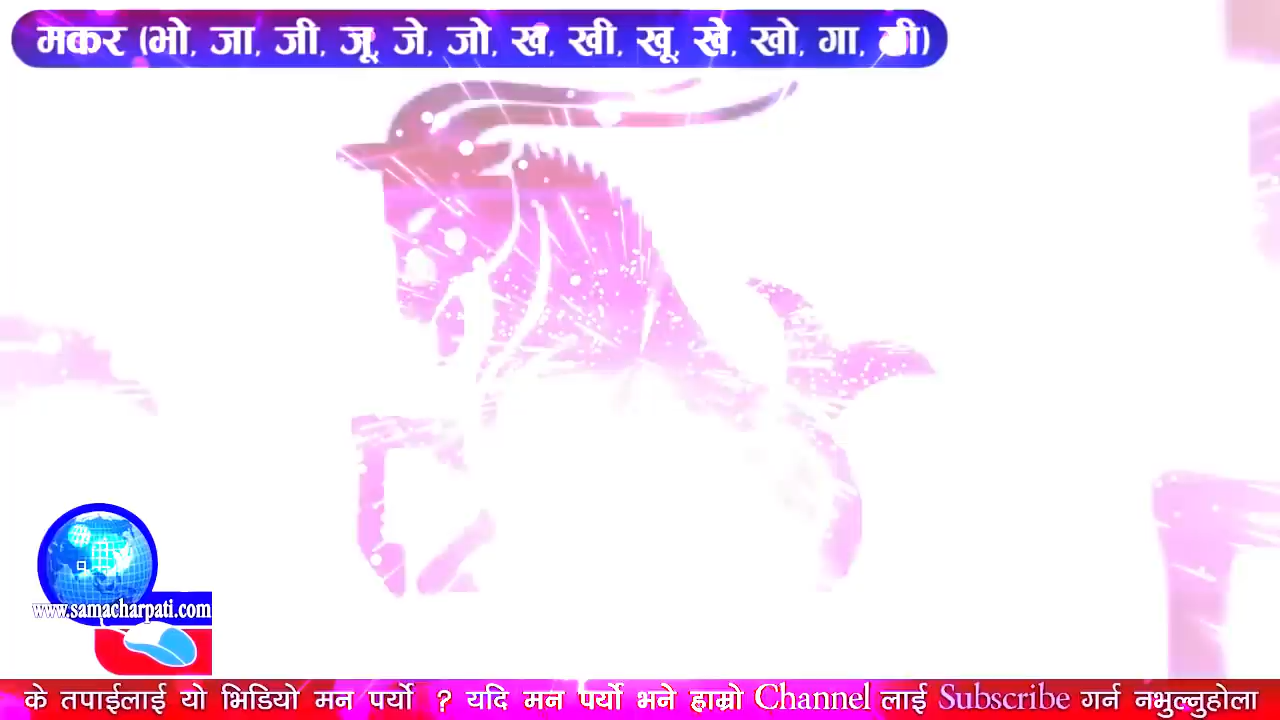 मकर (भो, जा, जी, जू, जे, जो, ख, खी, खू, खे, खो, गा, गी)
www.samacharpati.com
के तपाईलाई यो भिडियो मन पर्यो ? यदि मन पर्यो भने हाम्रो Channel लाई Subscribe गर्न नभुल्नुहोला